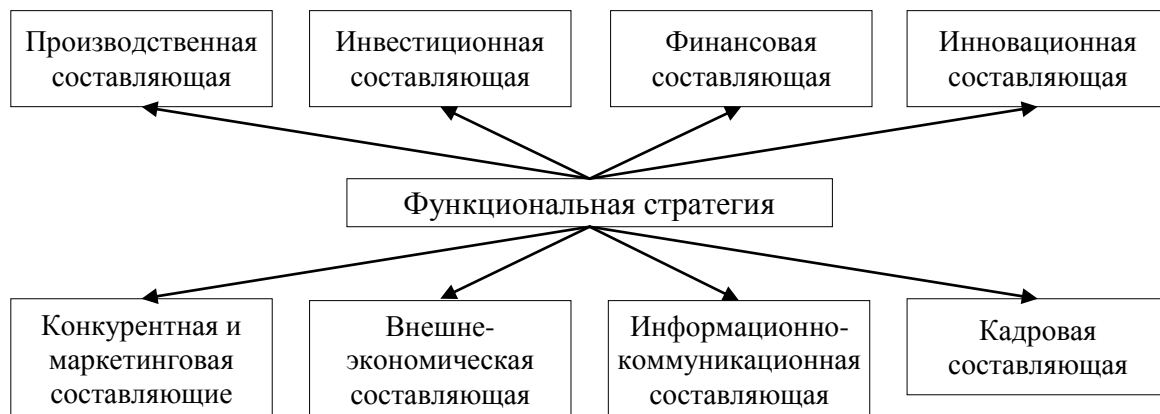 Производственная
составляющая
Инвестиционная
составляющая
Финансовая
составляющая
Инновационная
составляющая
Функциональная стратегия
Конкурентная и
маркетинговая
составляющие
Внешне-
экономическая
составляющая
Информационно-
коммуникационная
составляющая
Кадровая
составляющая